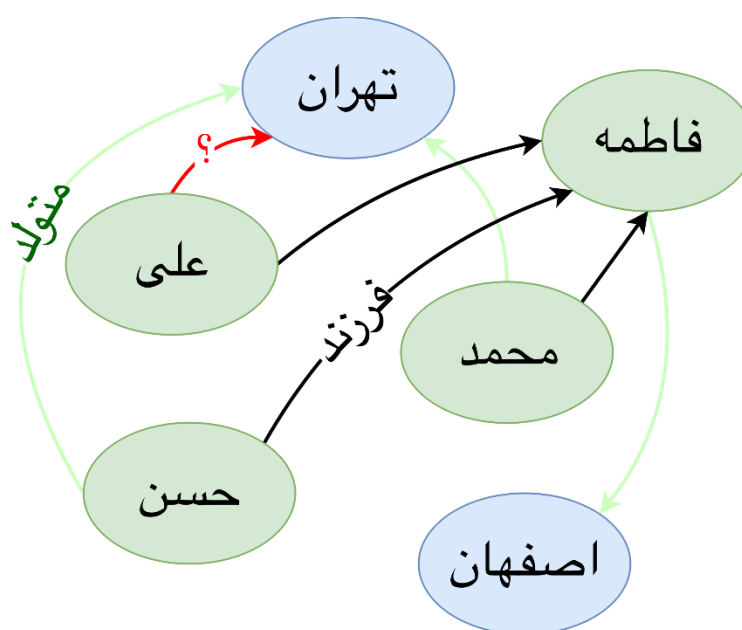 تهران
فاطمه
؟
متولد
علی
فرزند
محمد
حسن
اصفهان